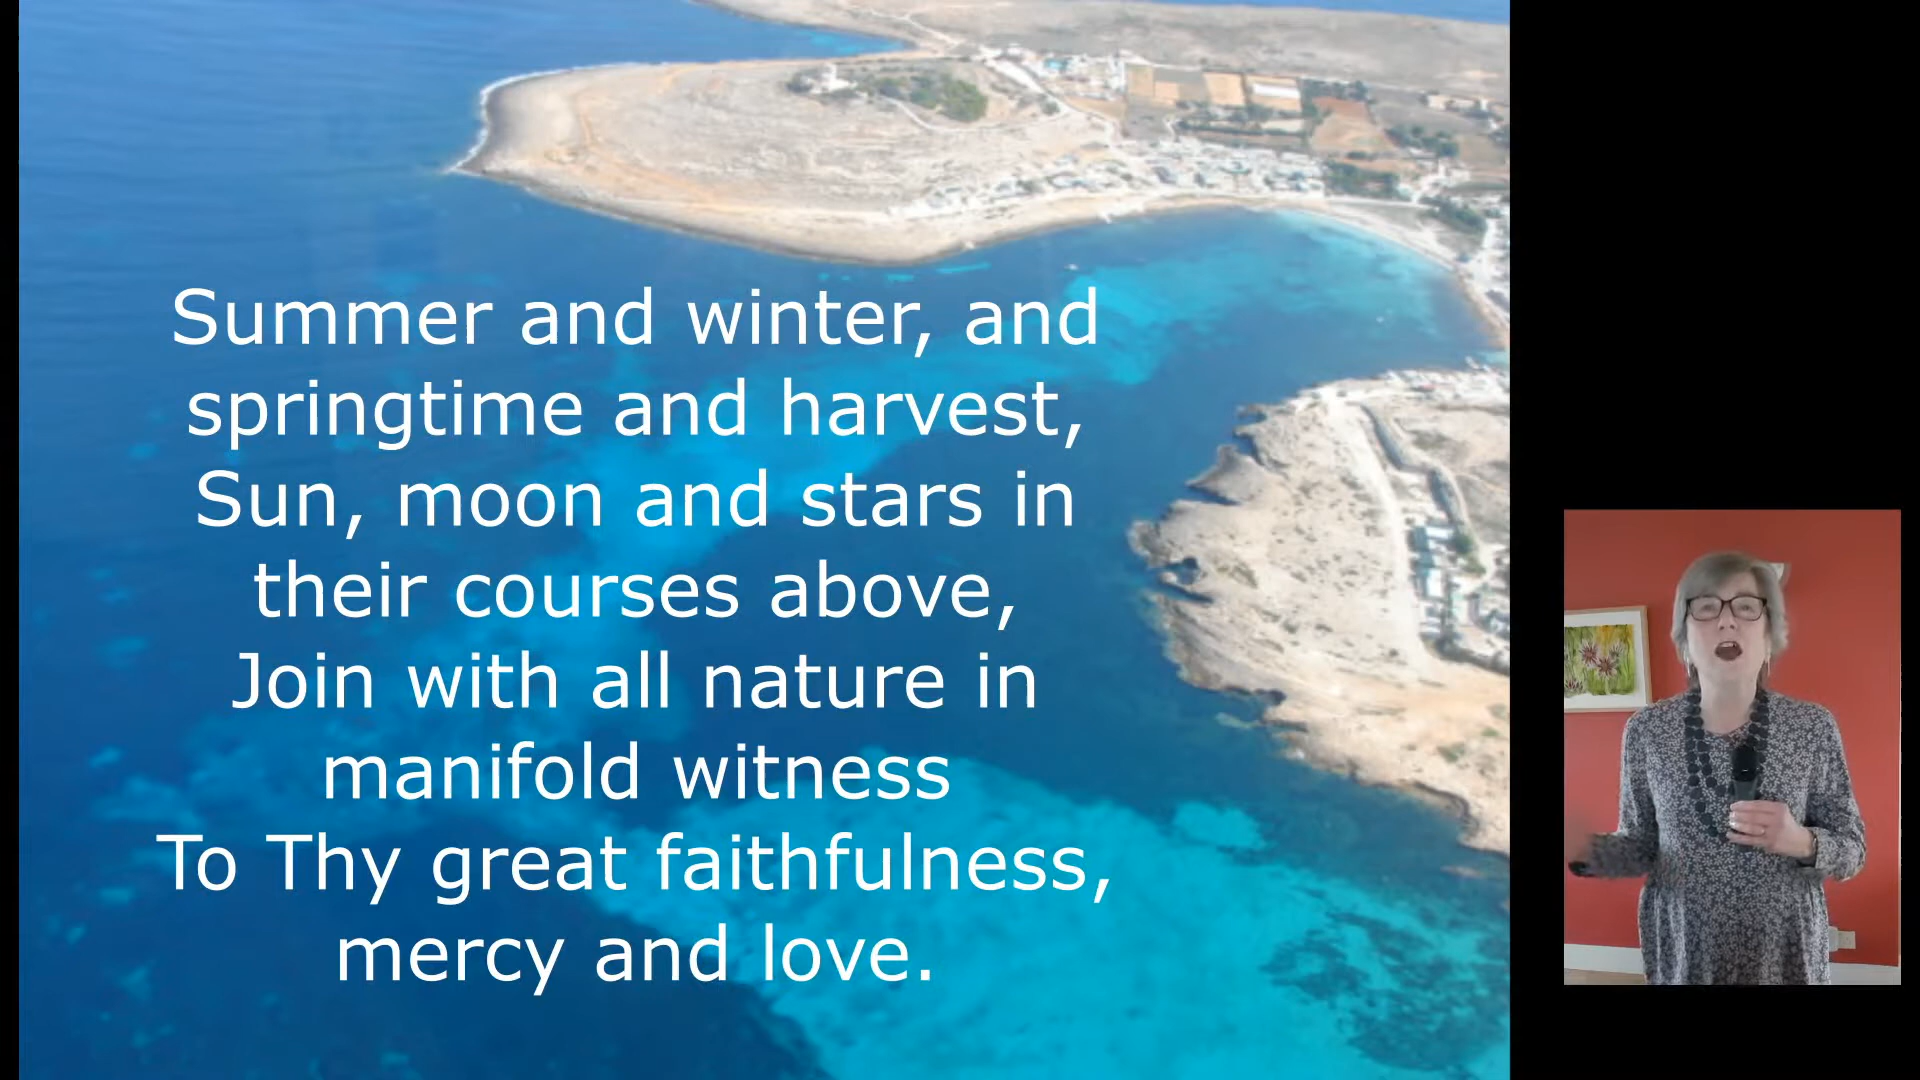 Summer and winter, and
springtime and harvest,
Sun, moon and stars in
their courses above,
Join with all nature in
manifold witness
To Thy great faithfulness,
mercy and love.